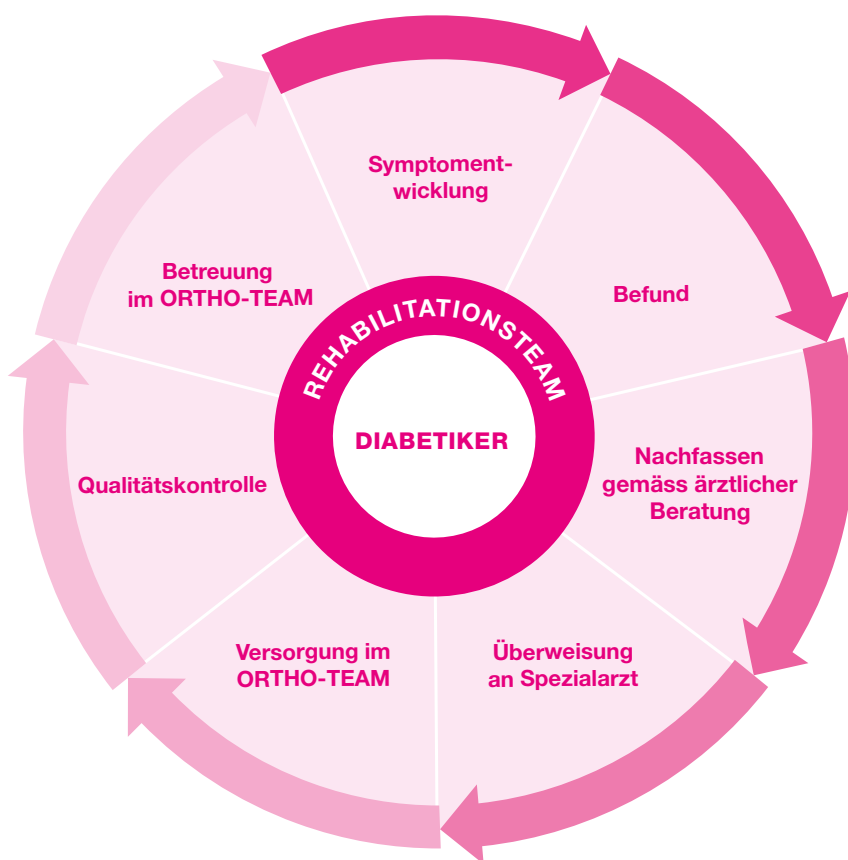 Symptoment-
wicklung
Befund
Nachfassen
gemäss ärztlicher
Beratung
Überweisung
an Spezialarzt
Versorgung im
ORTHO-TEAM
Qualitätskontrolle
Betreuung
im ORTHO-TEAM
REHABILITATIONSTEAM
DIABETIKER